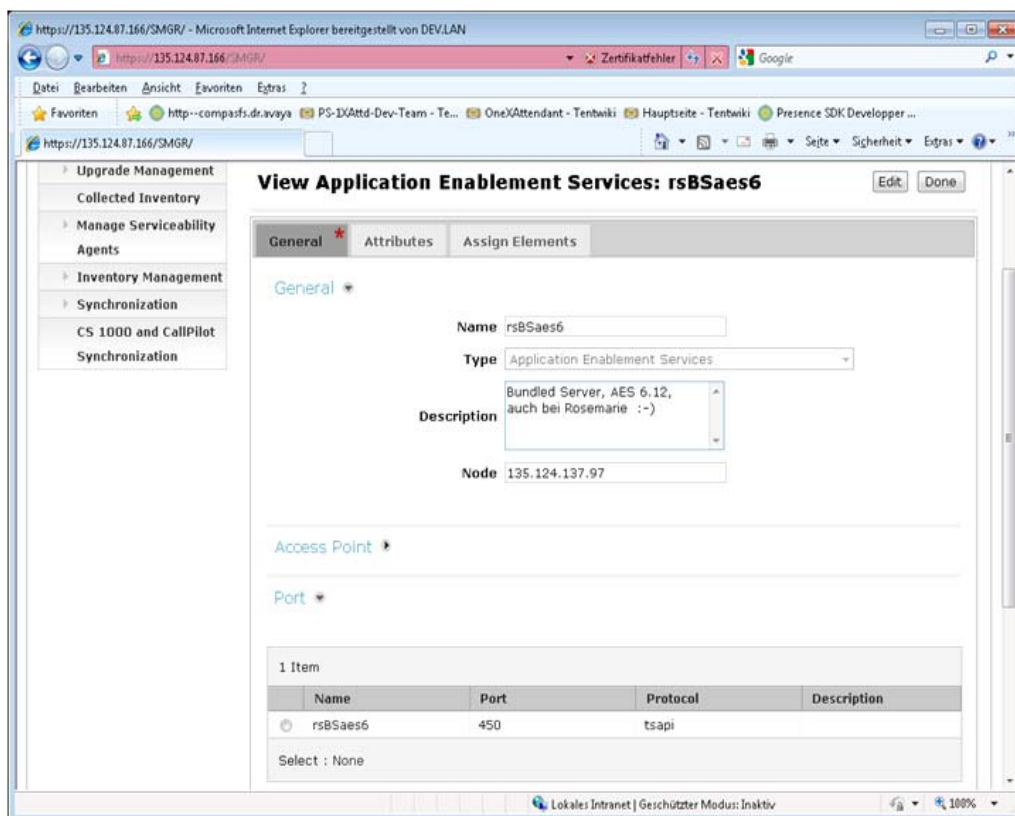 https://135.124.87.166/SMGR/ - Microsoft Internet Explorer bereitgestellt von DEV.LAN
https://135.124.87.166/SMGR/
Zertifikatfehler
Google
Datei Bearbeiten Ansicht Favoriten Extras ?
Favoriten http--compasfs.dr.avaya PS-1XAttd-Dev-Team - Te... OneXAttendant - Tentwiki Hauptseite - Tentwiki Presence SDK Developper ...
https://135.124.87.166/SMGR/
Seite Sicherheit Extras
Upgrade Management
Collected Inventory
Manage Serviceability
Agents
Inventory Management
Synchronization
CS 1000 and CallPilot
Synchronization
View Application Enablement Services: rsBSaes6
Edit Done
General * Attributes Assign Elements
General
Name rsBSaes6
Type Application Enablement Services
Description Bundled Server, AES 6.12,
auch bei Rosemarie :-)
Node 135.124.137.97
Access Point
Port
1 Item
Name Port Protocol Description
rsBSaes6 450 tsapi
Select : None
Lokales Intranet | Geschützter Modus: Inaktiv
100%